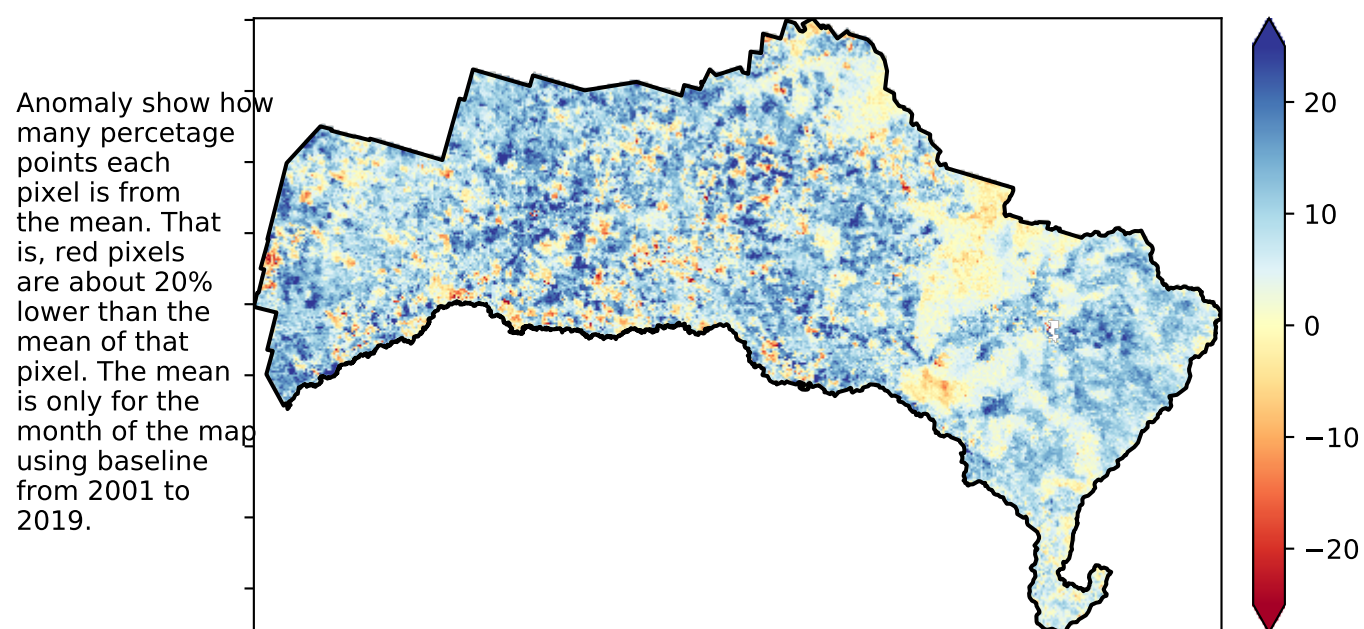 Anomaly show how
many percetage
points each
pixel is from
the mean. That
is, red pixels
are about 20%
lower than the
mean of that
pixel. The mean
is only for the
month of the map
using baseline
from 2001 to
2019.
20
10
0
−10
−20